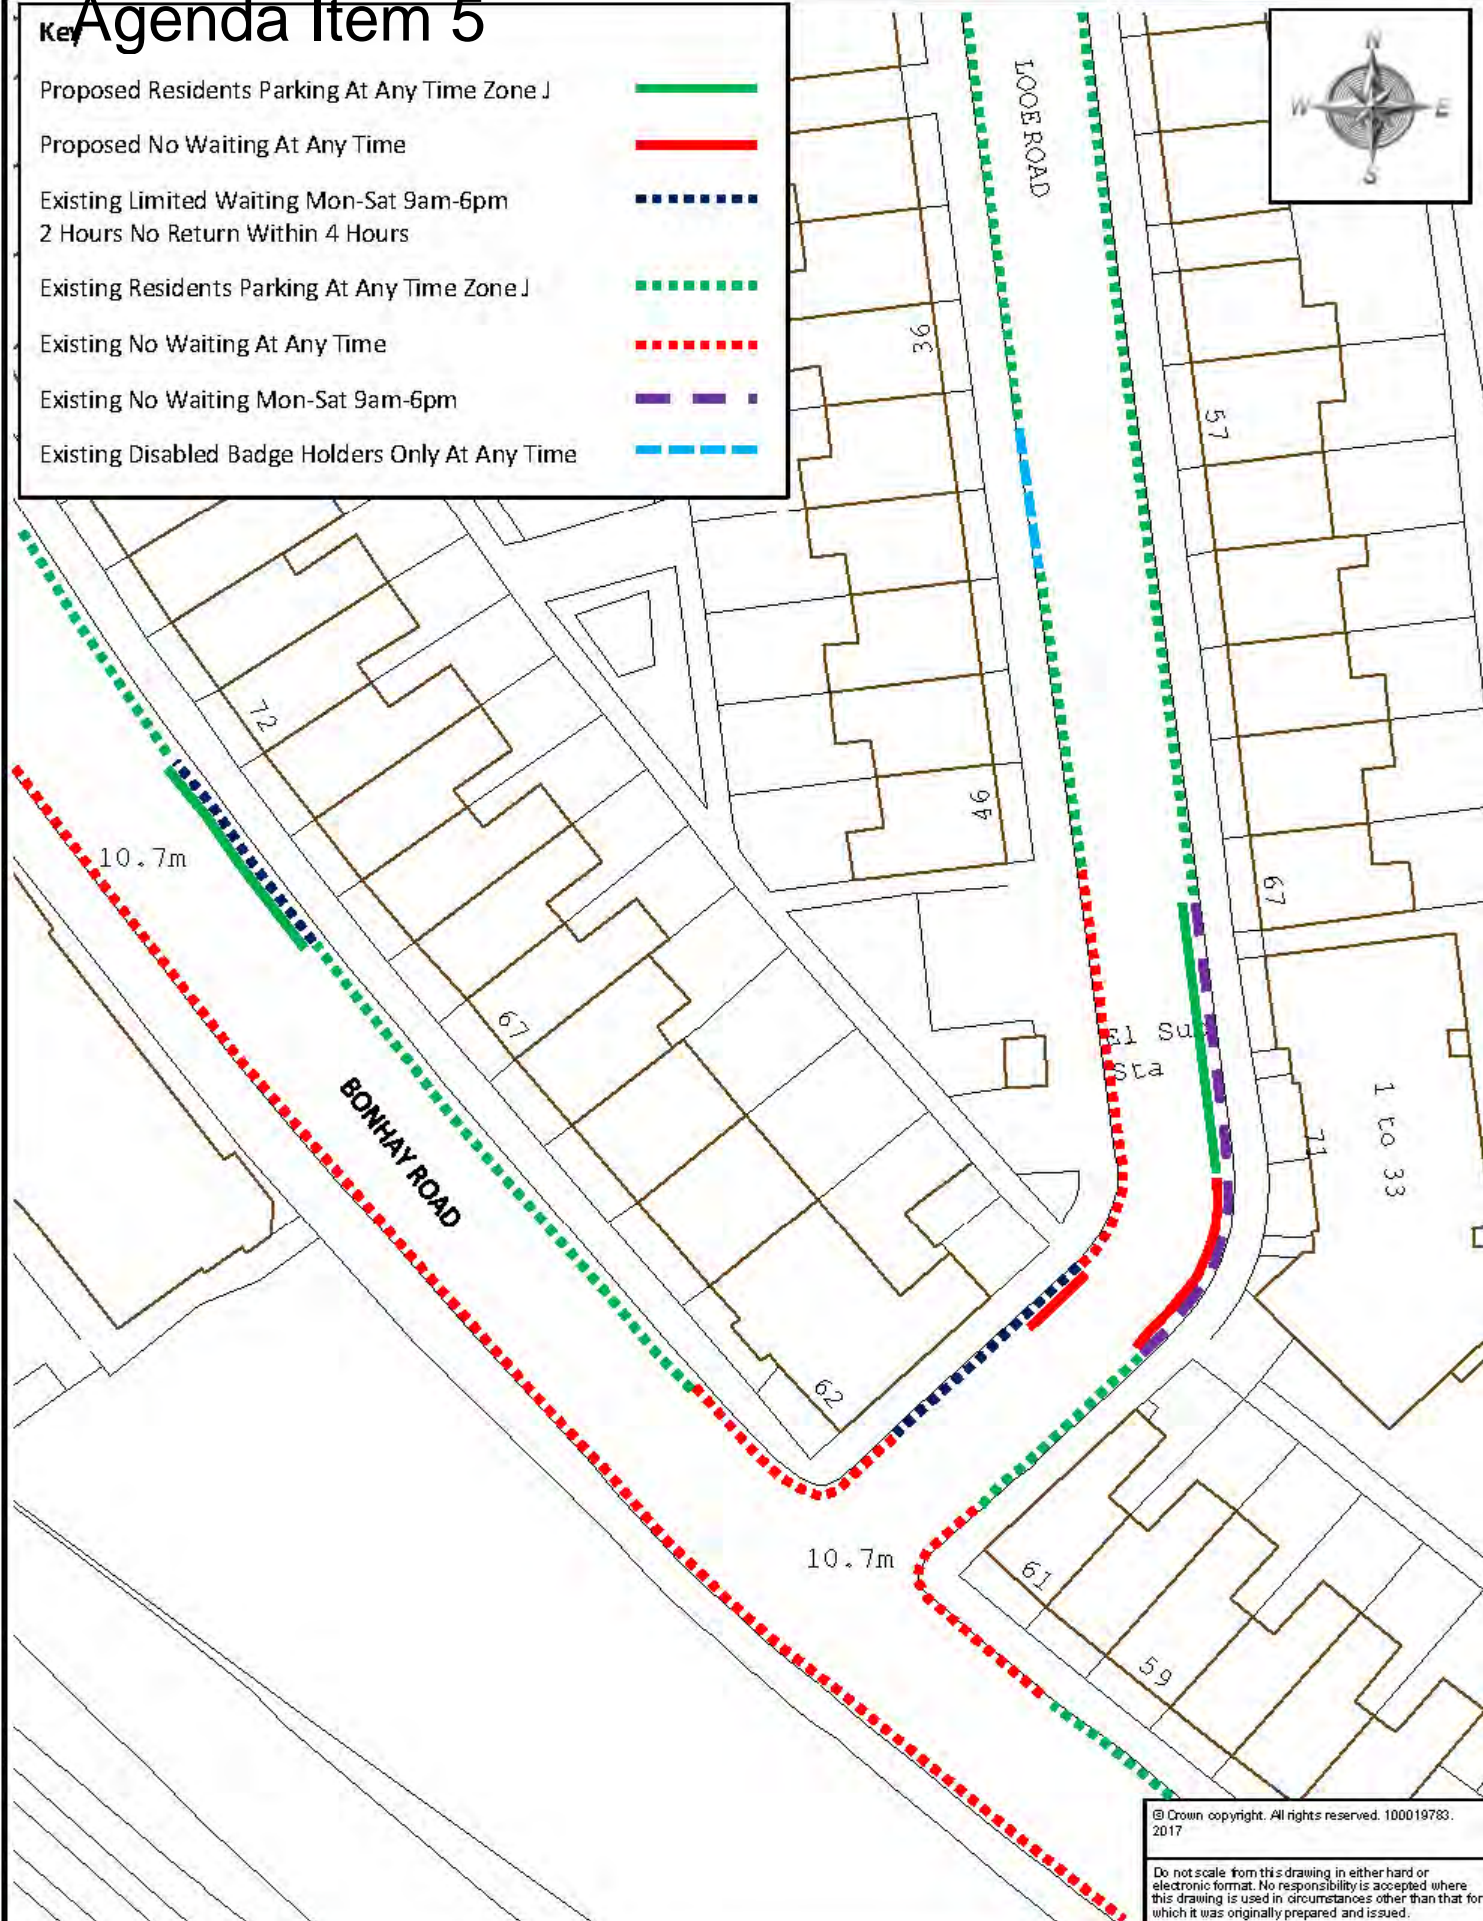 Agenda Item 5
Key
Proposed Residents Parking At Any Time Zone J
Proposed No Waiting At Any Time
Existing Limited Waiting Mon-Sat 9am-6pm
2 Hours No Return Within 4 Hours
Existing Residents Parking At Any Time Zone J
Existing No Waiting At Any Time
Existing No Waiting Mon-Sat 9am-6pm
Existing Disabled Badge Holders Only At Any Time
N
W
E
S
LOOE ROAD
36
57
72
46
10.7m
67
67
El Sub
Sta
1 to 33
71
BONHAY ROAD
62
10.7m
61
59
© Crown copyright. All rights reserved. 100019783.
2017
Do not scale from this drawing in either hard or
electronic format. No responsibility is accepted where
this drawing is used in circumstances other than that for
which it was originally prepared and issued.